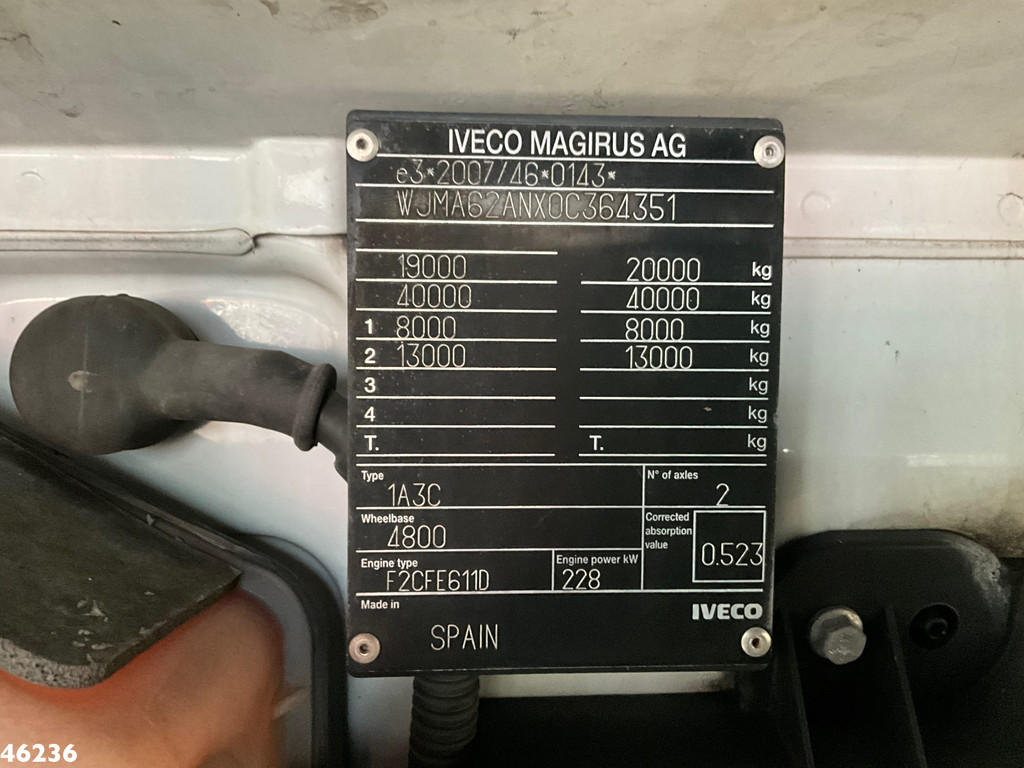 IVECO MAGIRUS AG
e3*2007/46*0143*
WJMA62ANX0C364351
19000 20000 kg
40000 40000 kg
1 8000 8000 kg
2 13000 13000 kg
3 kg
4 kg
T. T. kg
Type N° of axles
1A3C 2
Wheelbase Corrected absorption value
4800 0.523
Engine type Engine power kW
F2CFE611D 228
Made in IVECO
SPAIN
46236